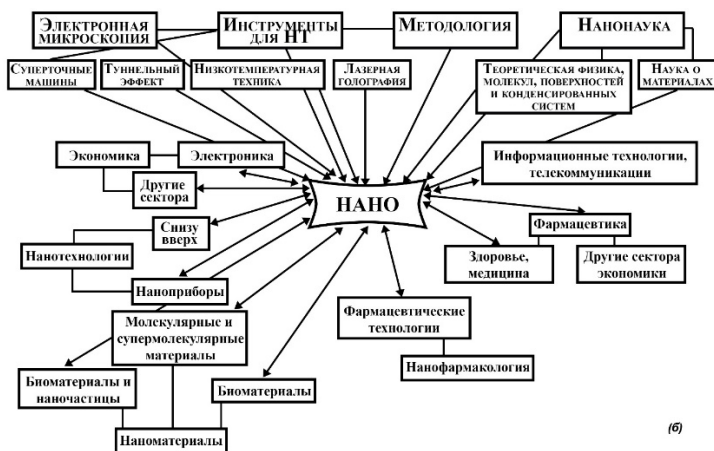 ЭЛЕКТРОННАЯ
МИКРОСКОПИЯ
ИНСТРУМЕНТЫ
ДЛЯ НТ
МЕТОДОЛОГИЯ
НАНОНАУКА
СУПЕРТОЧНЫЕ
МАШИНЫ
ТУННЕЛЬНЫЙ
ЭФФЕКТ
НИЗКОТЕМПЕРАТУРНАЯ
ТЕХНИКА
ЛАЗЕРНАЯ
ГОЛОГРАФИЯ
ТЕОРЕТИЧЕСКАЯ ФИЗИКА,
МОЛЕКУЛ, ПОВЕРХНОСТЕЙ
И КОНДЕНСИРОВАННЫХ
СИСТЕМ
НАУКА О
МАТЕРИАЛАХ
Экономика
Электроника
Другие
сектора
Информационные технологии,
телекоммуникации
НАНО
Снизу
вверх
Нанотехнологии
Наноприборы
Фармацевтика
Здоровье,
медицина
Другие сектора
экономики
Молекулярные и
супермолекулярные
материалы
Фармацевтические
технологии
Нанофармакология
Биоматериалы и
наночастицы
Биоматериалы
Наноматериалы
(б)